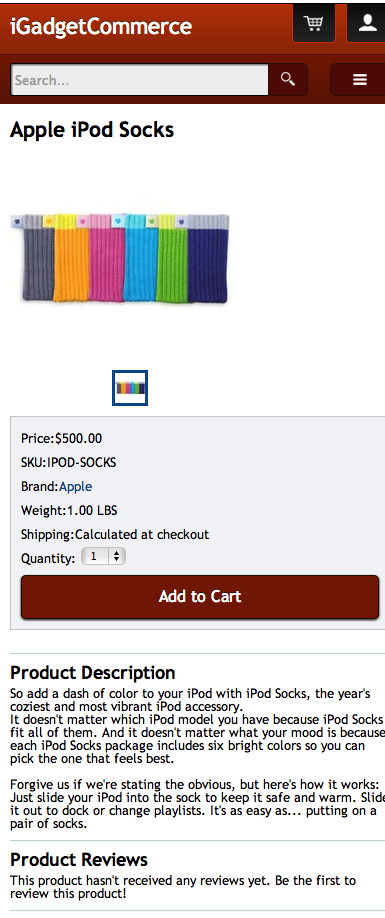 iGadgetCommerce
Search...
Apple iPod Socks
Price:$500.00
SKU:IPOD-SOCKS
Brand:Apple
Weight:1.00 LBS
Shipping:Calculated at checkout
Quantity: 1
Add to Cart
Product Description
So add a dash of color to your iPod with iPod Socks, the year's
coziest and most vibrant iPod accessory.
It doesn't matter which iPod model you have because iPod Socks
fit all of them. And it doesn't matter what your mood is because
each iPod Socks package includes six bright colors so you can
pick the one that feels best.
Forgive us if we're stating the obvious, but here's how it works:
Just slide your iPod into the sock to keep it safe and warm. Slide
it out to dock or change playlists. It's as easy as... putting on a
pair of socks.
Product Reviews
This product hasn't received any reviews yet. Be the first to
review this product!